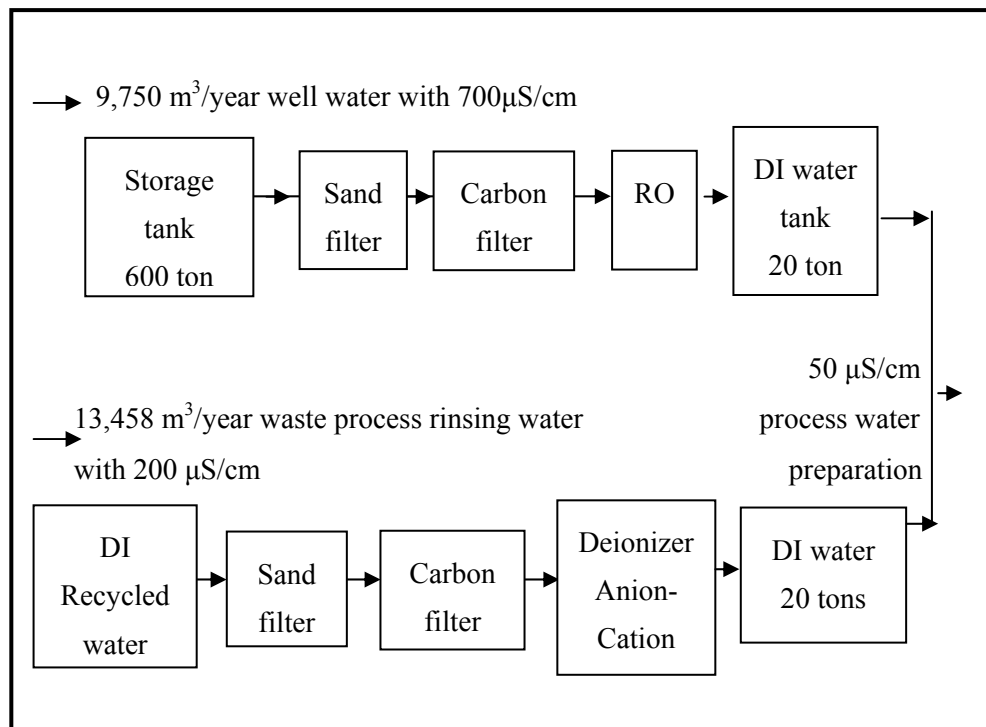 9,750 m³/year well water with 700μS/cm
Storage
tank
600 ton
Sand
filter
Carbon
filter
RO
DI water
tank
20 ton
50 μS/cm
process water
preparation
13,458 m³/year waste process rinsing water
with 200 μS/cm
DI
Recycled
water
Sand
filter
Carbon
filter
Deionizer
Anion-
Cation
DI water
20 tons